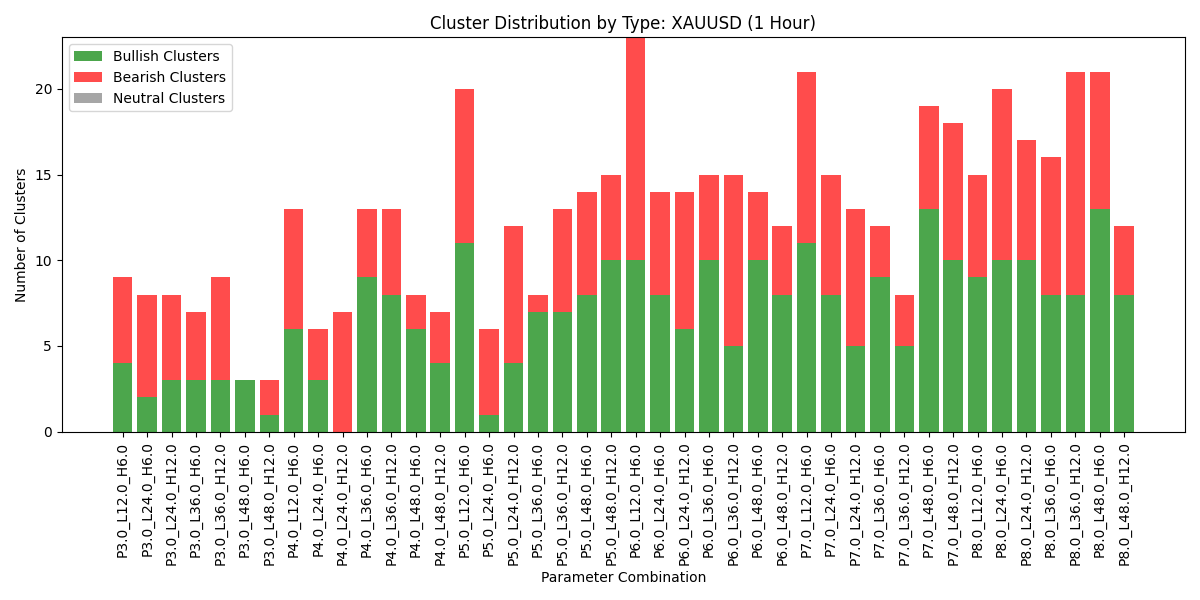 Cluster Distribution by Type: XAUUSD (1 Hour)
Bullish Clusters
Bearish Clusters
Neutral Clusters
Number of Clusters
20
15
10
5
0
P3.0_L12.0_H6.0
P3.0_L24.0_H6.0
P3.0_L24.0_H12.0
P3.0_L36.0_H6.0
P3.0_L36.0_H12.0
P3.0_L48.0_H6.0
P3.0_L48.0_H12.0
P4.0_L12.0_H6.0
P4.0_L24.0_H6.0
P4.0_L24.0_H12.0
P4.0_L36.0_H6.0
P4.0_L36.0_H12.0
P4.0_L48.0_H6.0
P4.0_L48.0_H12.0
P5.0_L12.0_H6.0
P5.0_L24.0_H6.0
P5.0_L24.0_H12.0
P5.0_L36.0_H6.0
P5.0_L36.0_H12.0
P5.0_L48.0_H6.0
P5.0_L48.0_H12.0
P6.0_L12.0_H6.0
P6.0_L24.0_H6.0
P6.0_L24.0_H12.0
P6.0_L36.0_H6.0
P6.0_L36.0_H12.0
P6.0_L48.0_H6.0
P6.0_L48.0_H12.0
P7.0_L12.0_H6.0
P7.0_L24.0_H6.0
P7.0_L24.0_H12.0
P7.0_L36.0_H6.0
P7.0_L36.0_H12.0
P7.0_L48.0_H6.0
P7.0_L48.0_H12.0
P8.0_L12.0_H6.0
P8.0_L24.0_H6.0
P8.0_L24.0_H12.0
P8.0_L36.0_H6.0
P8.0_L36.0_H12.0
P8.0_L48.0_H6.0
P8.0_L48.0_H12.0
Parameter Combination